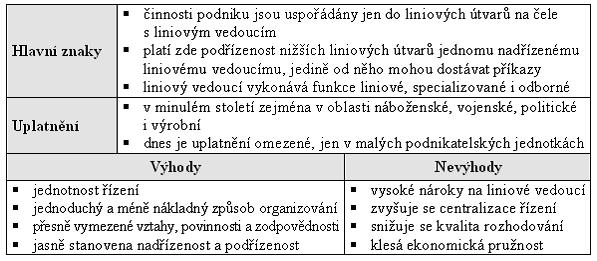 Hlavní znaky
▪ činnosti podniku jsou uspořádány jen do liniových útvarů na čele
s liniovým vedoucím
▪ platí zde podřízenost nižších liniových útvarů jednomu nadřízenému
liniovému vedoucímu, jedině od něho mohou dostávat příkazy
▪ liniový vedoucí vykonává funkce liniové, specializované i odborné
Uplatnění
▪ v minulém století zejména v oblasti náboženské, vojenské, politické
i výrobní
▪ dnes je uplatnění omezené, jen v malých podnikatelských jednotkách
Výhody
▪ jednotnost řízení
▪ jednoduchý a méně nákladný způsob organizování
▪ přesně vymezené vztahy, povinnosti a zodpovědnosti
▪ jasně stanovena nadřízenost a podřízenost
Nevýhody
▪ vysoké nároky na liniové vedoucí
▪ zvyšuje se centralizace řízení
▪ snižuje se kvalita rozhodování
▪ klesá ekonomická pružnost